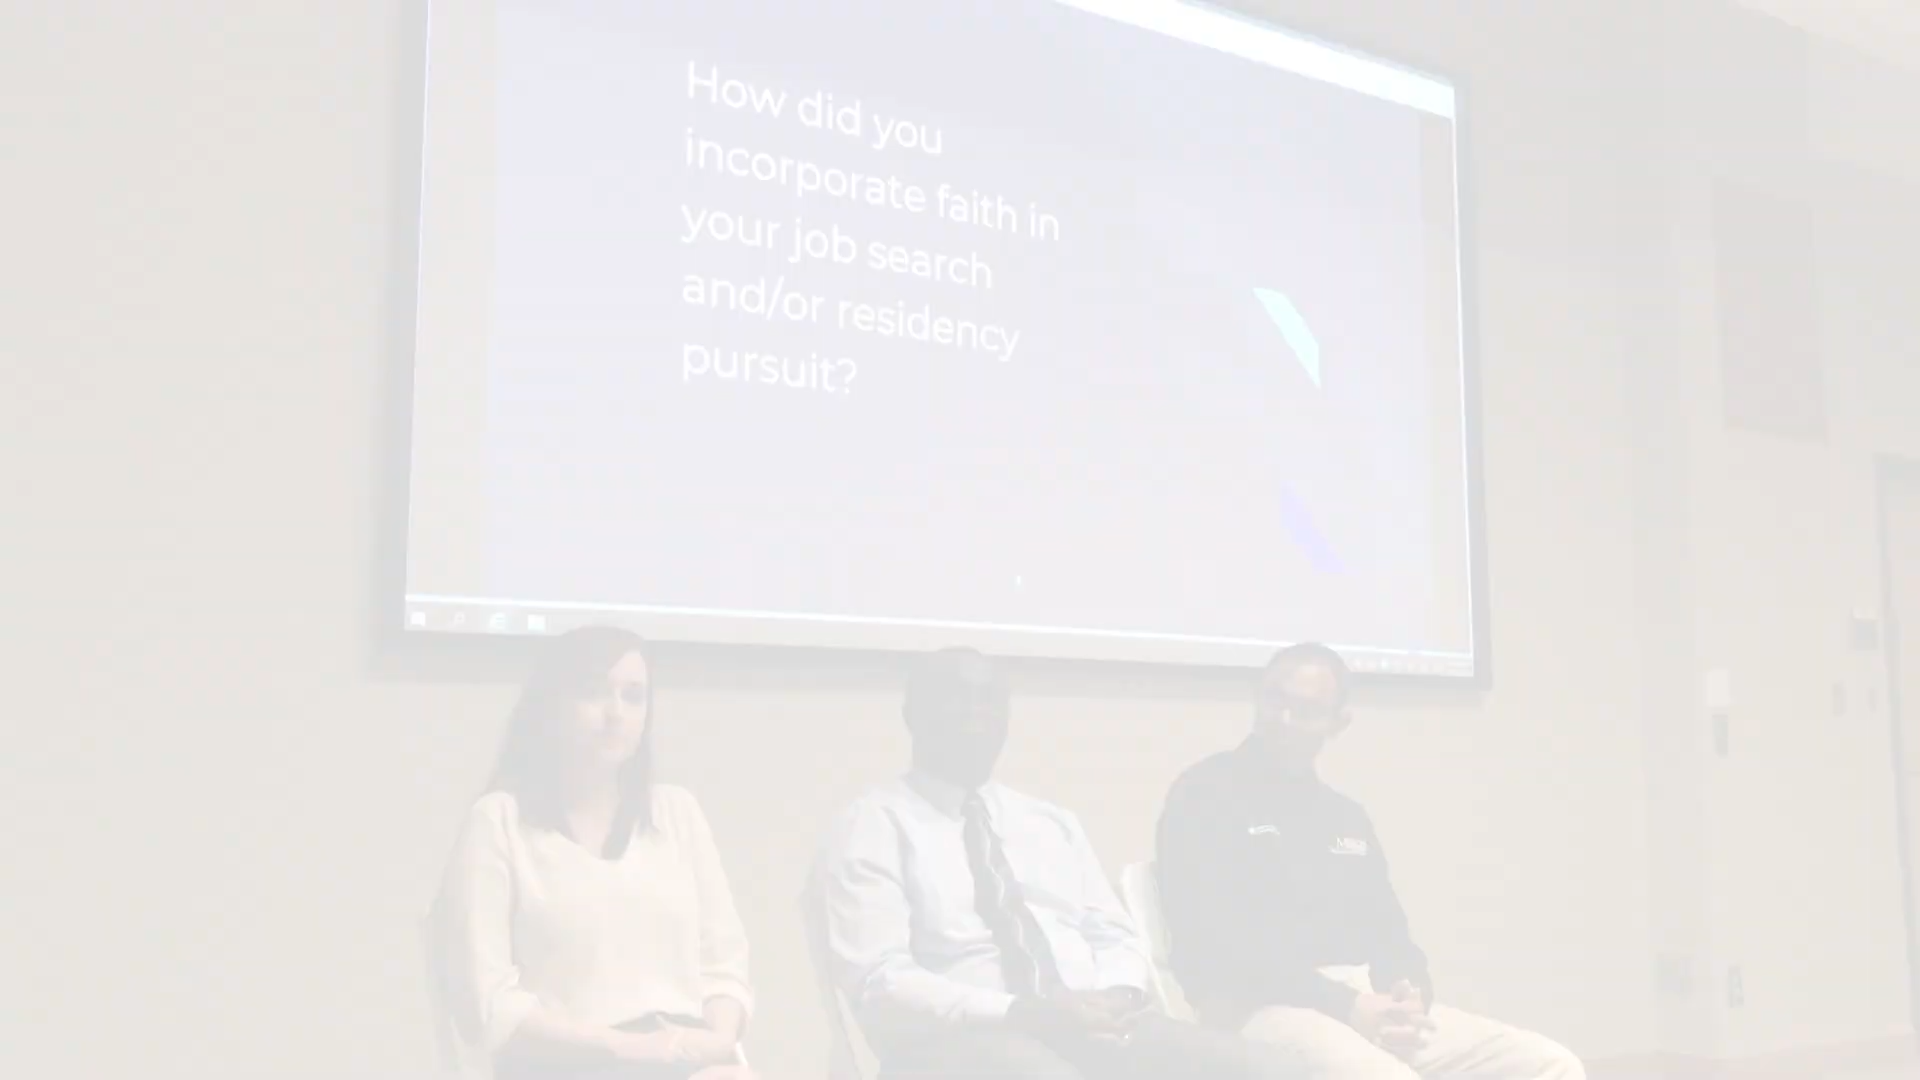 How did you
incorporate faith in
your job search
and/or residency
pursuit?